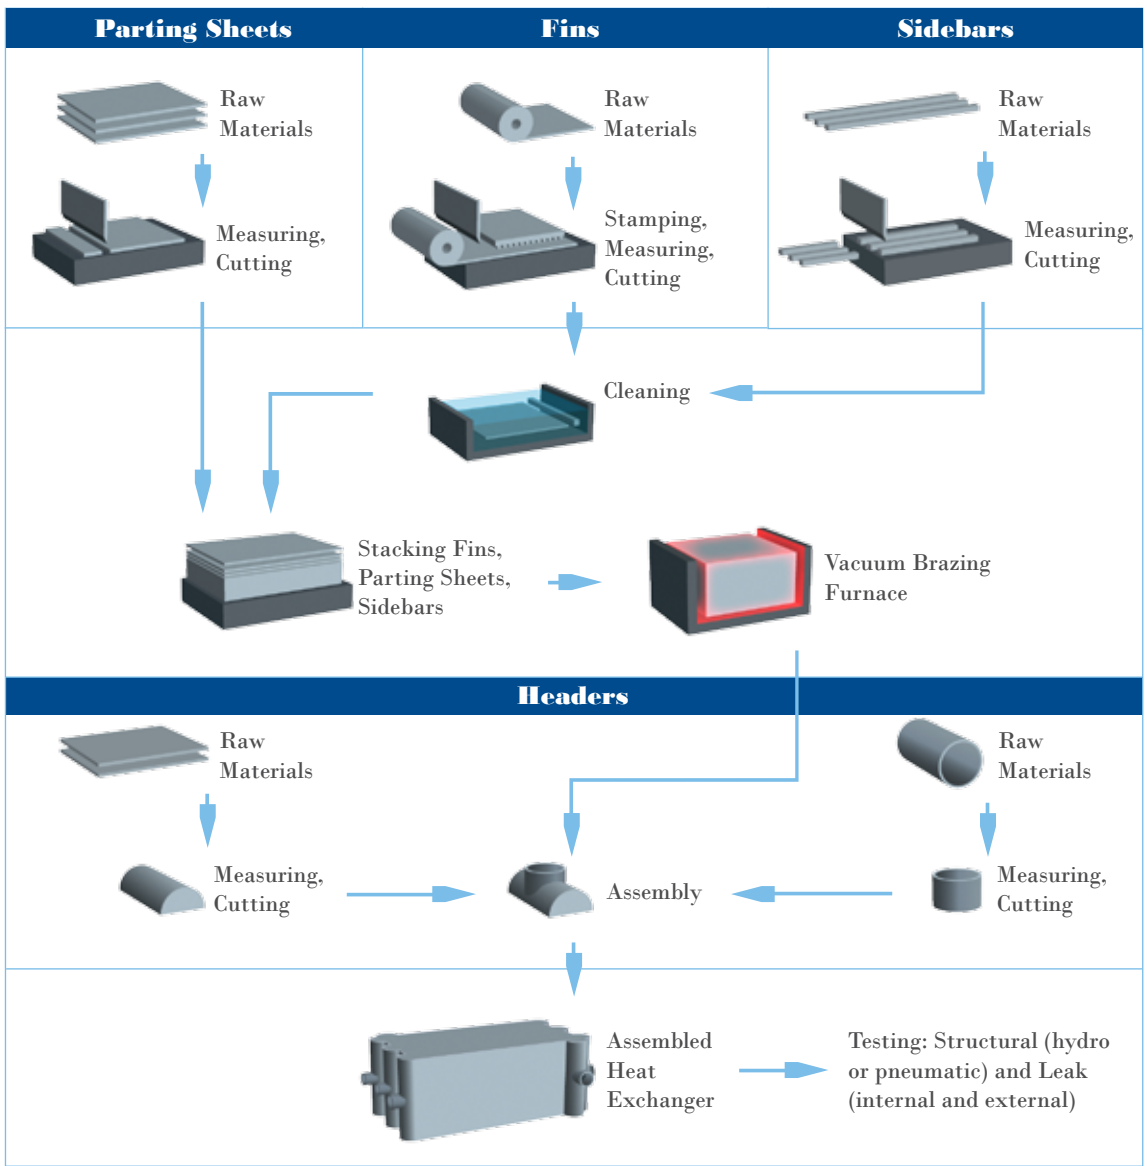 Parting Sheets
Fins
Sidebars
Raw
Materials
Raw
Materials
Raw
Materials
Measuring,
Cutting
Stamping,
Measuring,
Cutting
Measuring,
Cutting
Cleaning
Stacking Fins,
Parting Sheets,
Sidebars
Vacuum Brazing
Furnace
Headers
Raw
Materials
Raw
Materials
Measuring,
Cutting
Assembly
Measuring,
Cutting
Assembled
Heat
Exchanger
Testing: Structural (hydro
or pneumatic) and Leak
(internal and external)